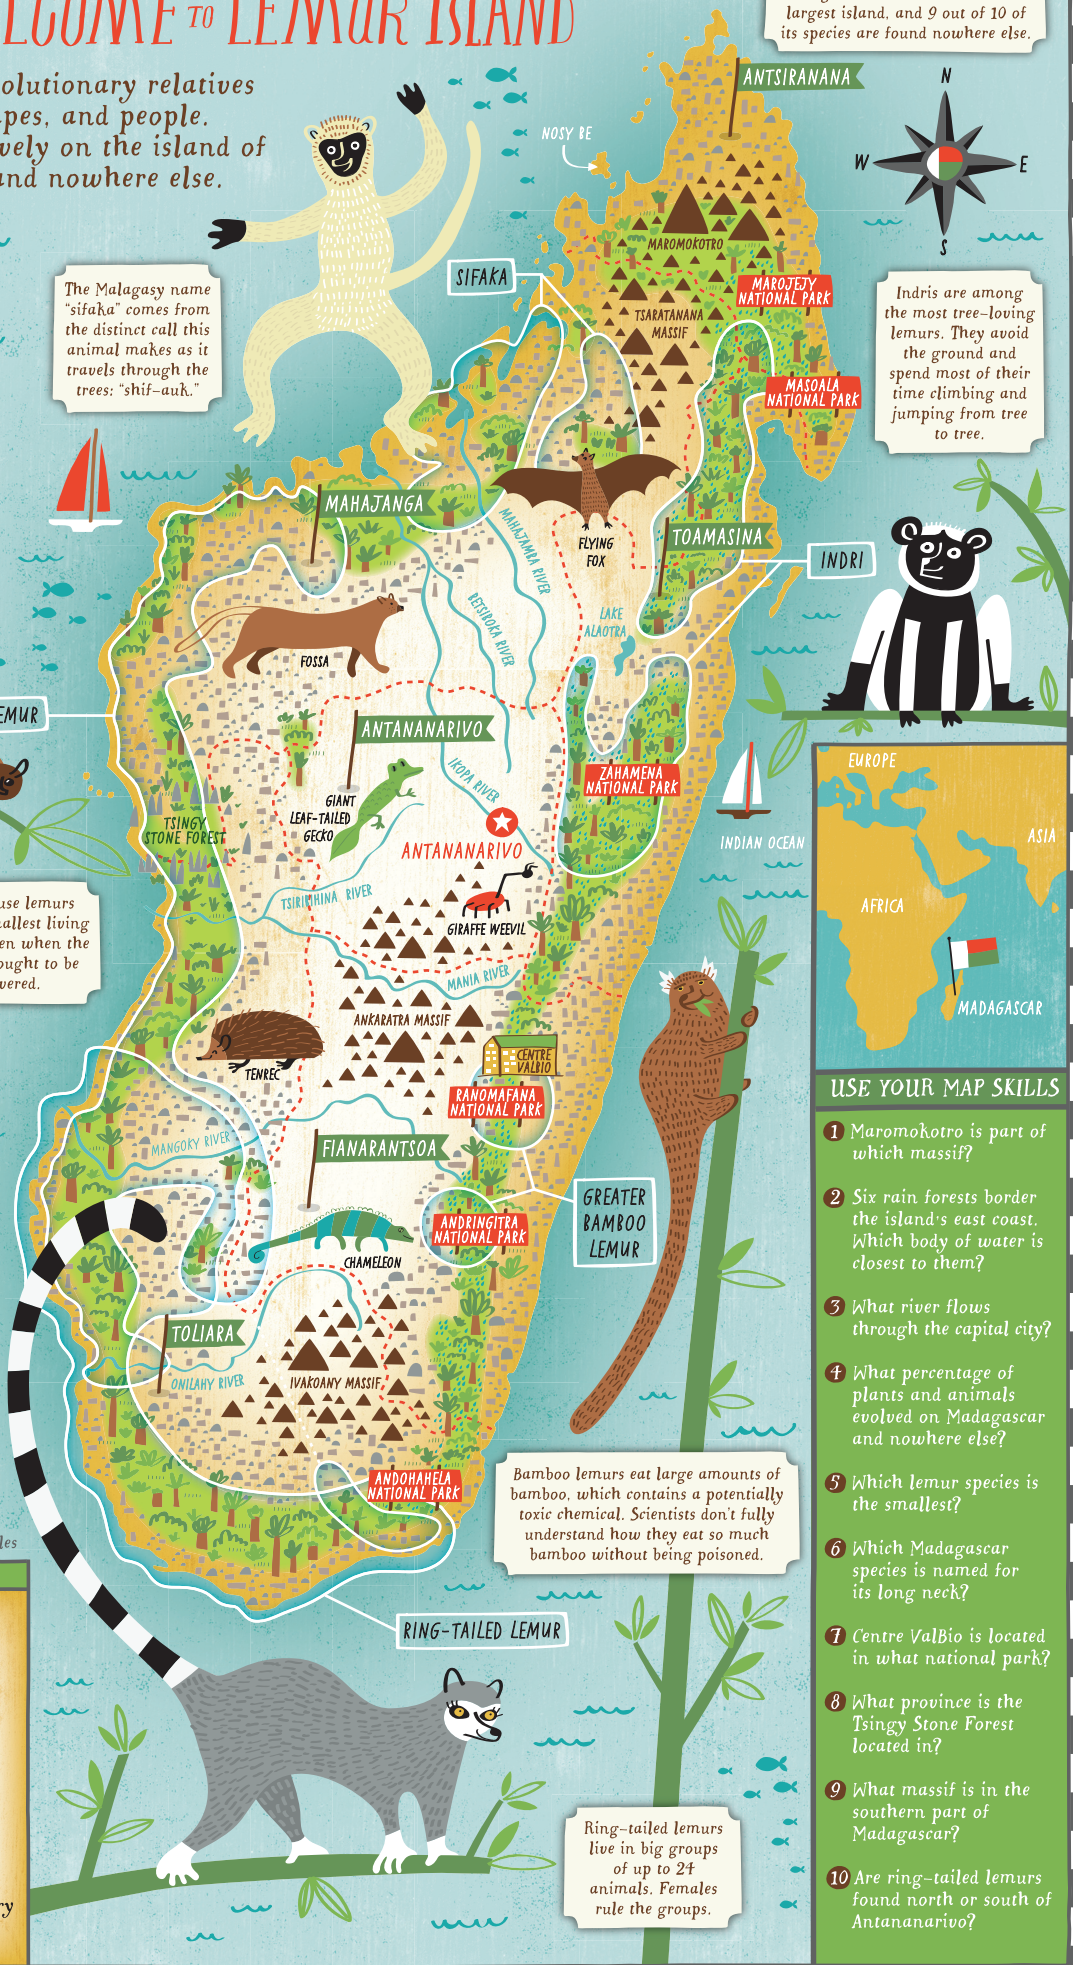 WELCOME TO LEMUR ISLAND
largest island, and 9 out of 10 of
its species are found nowhere else.
olutionary relatives
pes, and people.
vely on the island of
and nowhere else.
ANTSIRANANA
NOSY BE
N
W
E
S
MAROMOKOTRO
SIFAKA
MAROJEJY
NATIONAL PARK
TSARATANANA
MASSIF
The Malagasy name
“sifaka” comes from
the distinct call this
animal makes as it
travels through the
trees: “shif–auk.”
Indris are among
the most tree–loving
lemurs. They avoid
the ground and
spend most of their
time climbing and
jumping from tree
to tree.
MASOALA
NATIONAL PARK
MAHAJANGA
MAHAJAMBA RIVER
FLYING
FOX
TOAMASINA
INDRI
BETSIBOKA RIVER
LAKE
ALAOTRA
FOSSA
EMUR
ANTANANARIVO
IKOPA RIVER
ZAHAMENA
NATIONAL PARK
GIANT
LEAF-TAILED
GECKO
TSINGY
STONE FOREST
ANTANANARIVO
INDIAN OCEAN
EUROPE
ASIA
AFRICA
MADAGASCAR
TSIRIBIHINA RIVER
GIRAFFE WEEVIL
use lemurs
mallest living
en when the
ought to be
vered.
MANIA RIVER
ANKARATRA MASSIF
TENREC
CENTRE
VALBIO
RANOMAFANA
NATIONAL PARK
MANGOKY RIVER
FIANARANTSOA
GREATER
BAMBOO
LEMUR
ANDRINGITRA
NATIONAL PARK
CHAMELEON
TOLIARA
ONILAHY RIVER
IVAKOANY MASSIF
ANDOHAHELA
NATIONAL PARK
Bamboo lemurs eat large amounts of
bamboo, which contains a potentially
toxic chemical. Scientists don’t fully
understand how they eat so much
bamboo without being poisoned.
les
RING-TAILED LEMUR
Ring–tailed lemurs
live in big groups
of up to 24
animals. Females
rule the groups.
ry
USE YOUR MAP SKILLS
1 Maromokotro is part of
which massif?
2 Six rain forests border
the island’s east coast.
Which body of water is
closest to them?
3 What river flows
through the capital city?
4 What percentage of
plants and animals
evolved on Madagascar
and nowhere else?
5 Which lemur species is
the smallest?
6 Which Madagascar
species is named for
its long neck?
7 Centre ValBio is located
in what national park?
8 What province is the
Tsingy Stone Forest
located in?
9 What massif is in the
southern part of
Madagascar?
10 Are ring–tailed lemurs
found north or south of
Antananarivo?